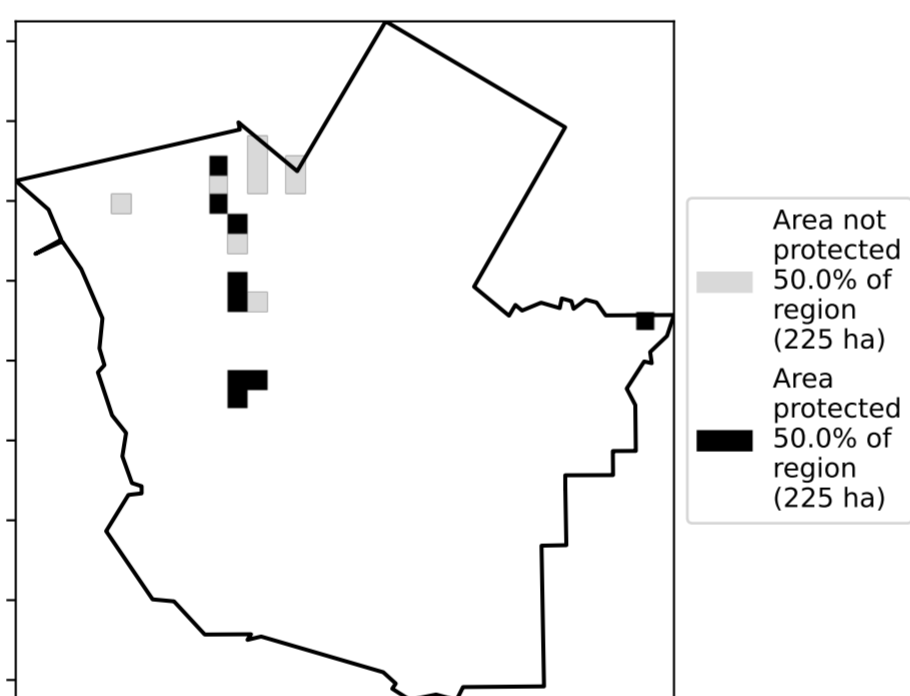 Area not
protected
50.0% of
region
(225 ha)
Area
protected
50.0% of
region
(225 ha)